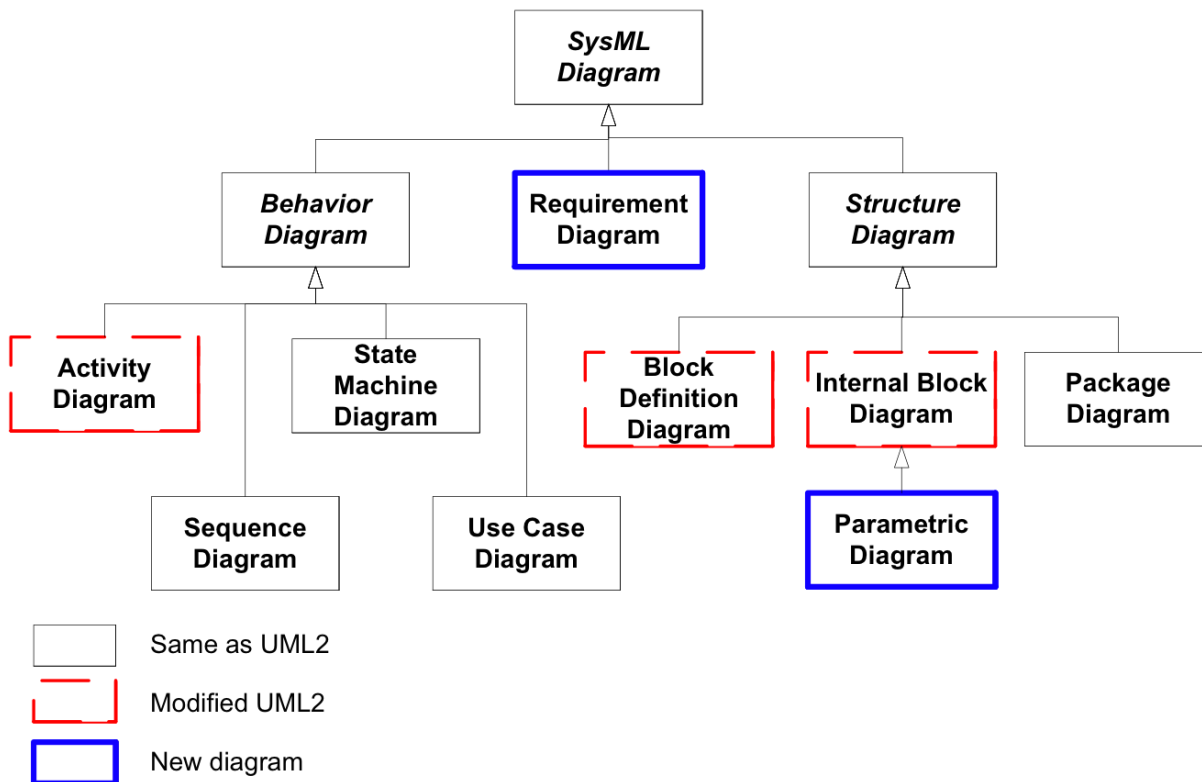 SysML
Diagram
Behavior
Diagram
Requirement
Diagram
Structure
Diagram
Activity
Diagram
State
Machine
Diagram
Block
Definition
Diagram
Internal Block
Diagram
Package
Diagram
Sequence
Diagram
Use Case
Diagram
Parametric
Diagram
Same as UML2
Modified UML2
New diagram